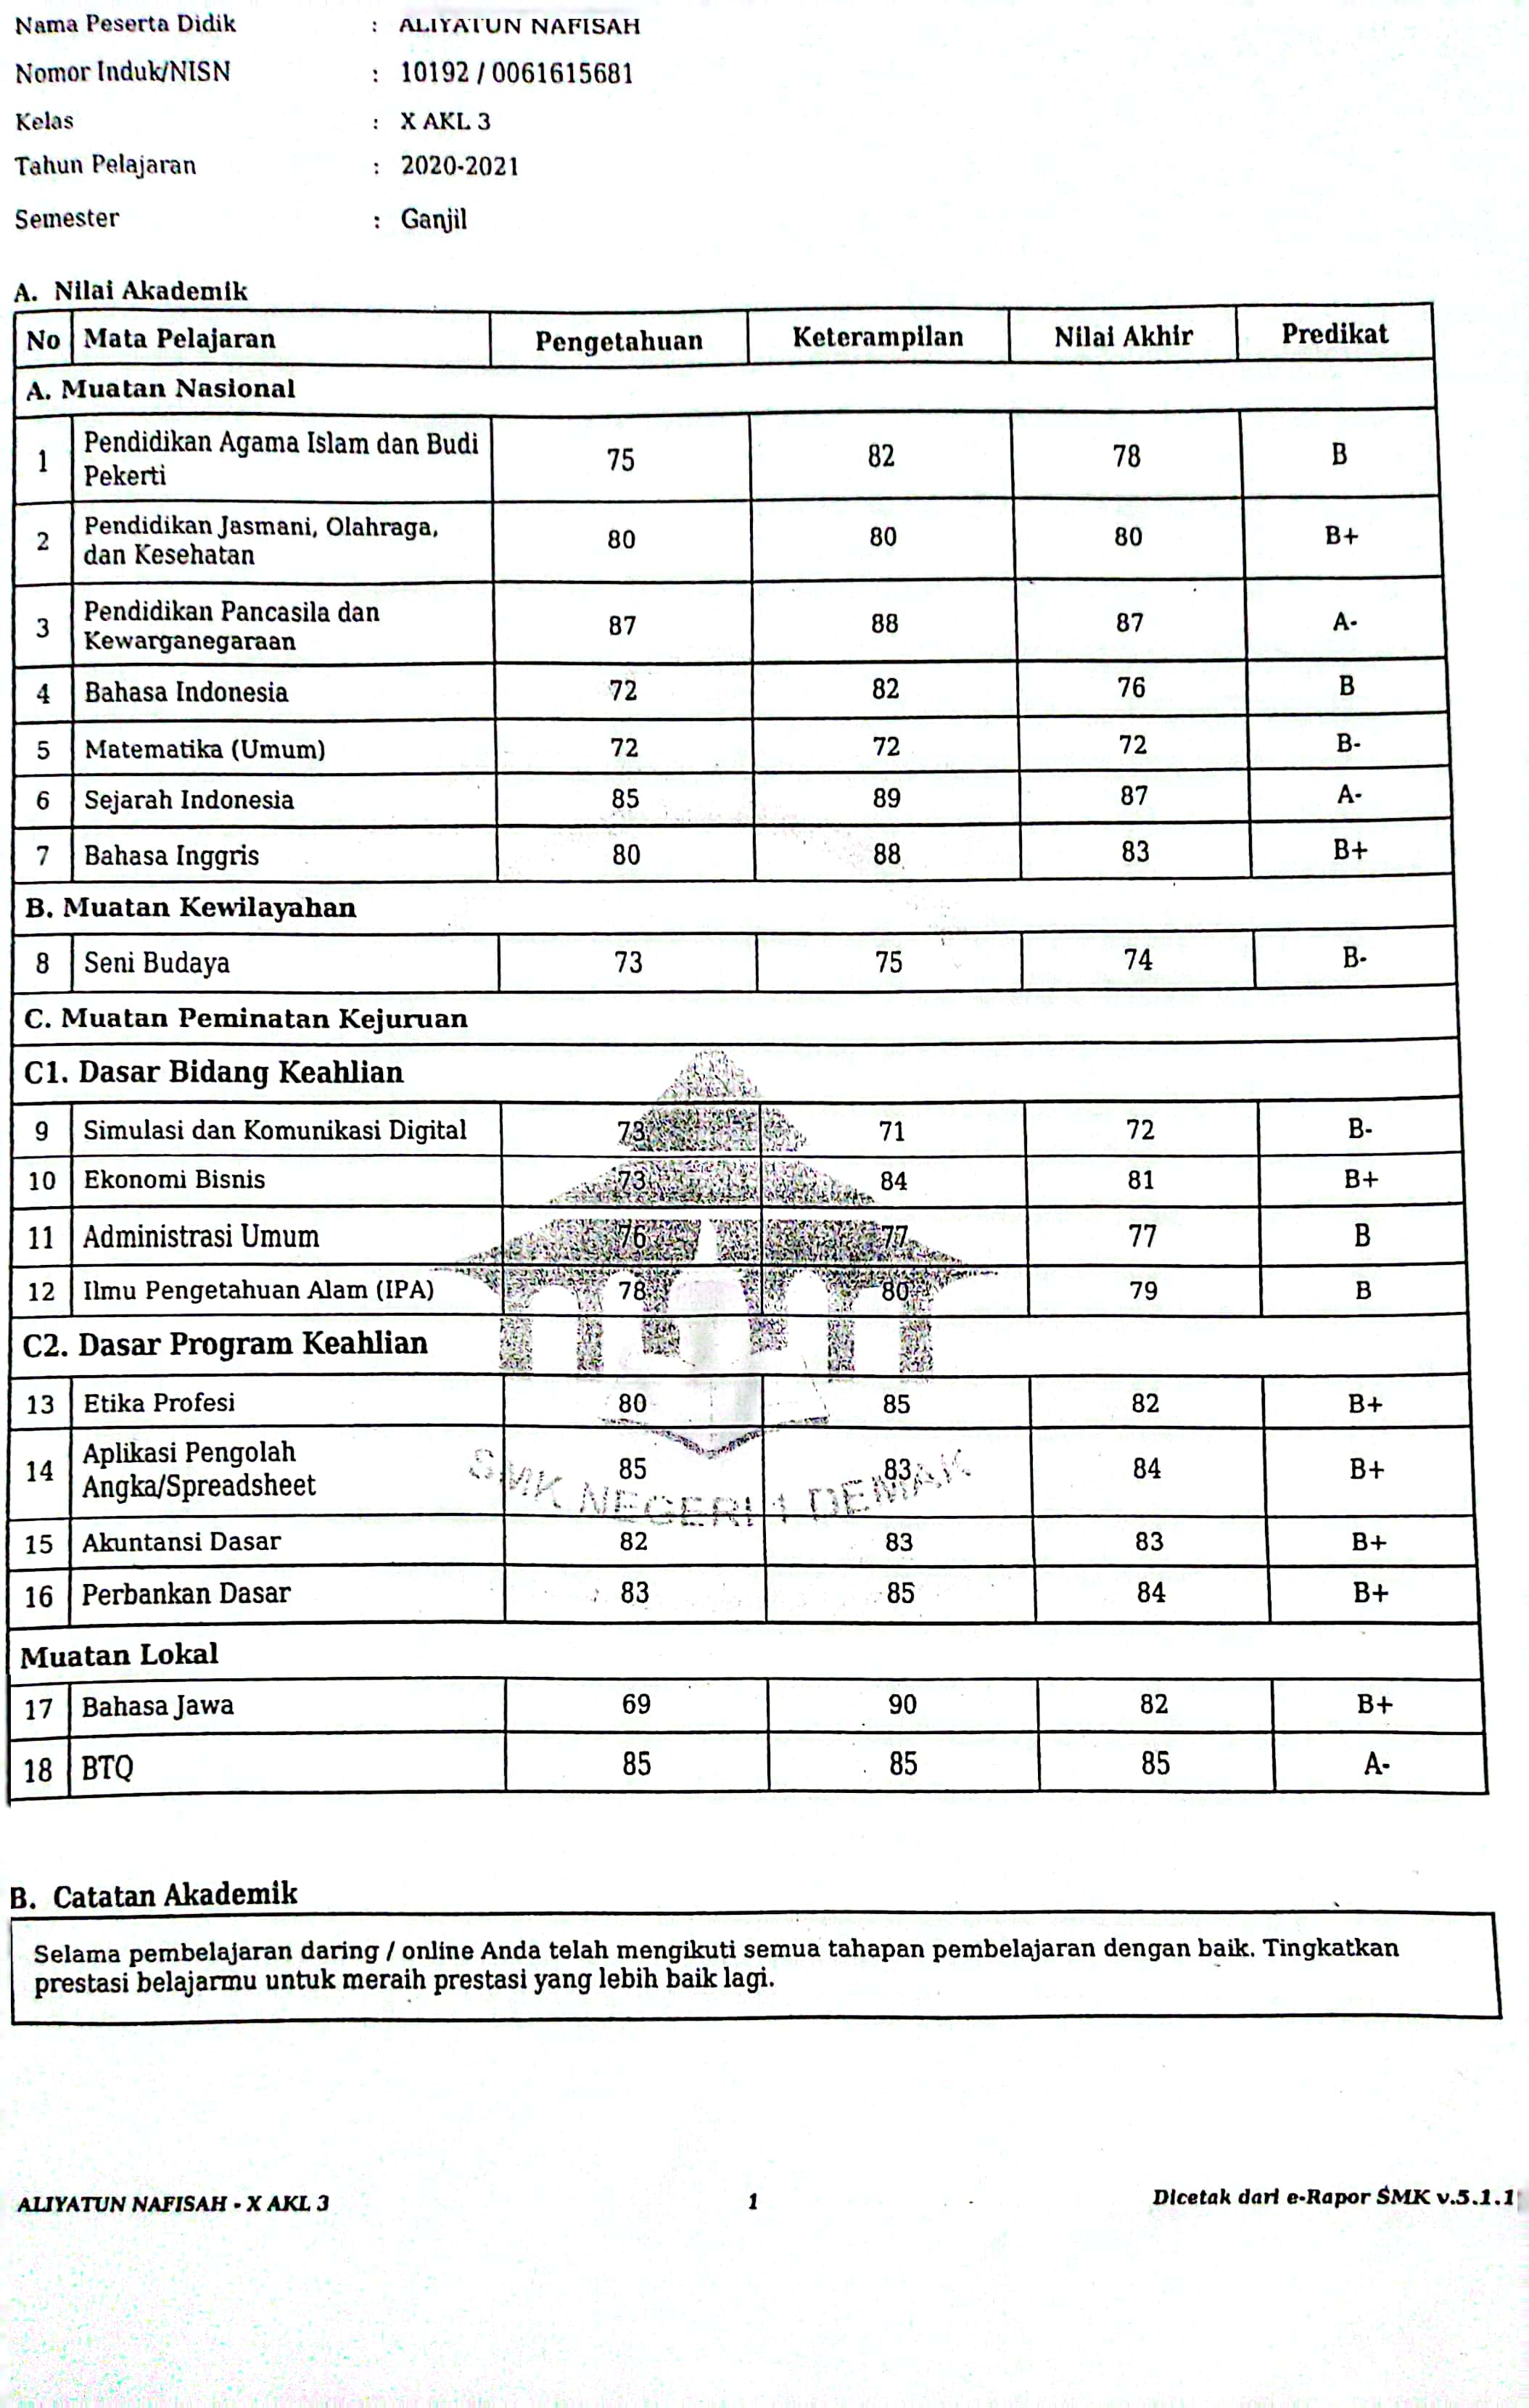 Nama Peserta Didik : ALIYATUN NAFISAH
Nomor Induk/NISN : 10192 / 0061615681
Kelas : X AKL 3
Tahun Pelajaran : 2020-2021
Semester : Ganjil
A. Nilai Akademik
No Mata Pelajaran Pengetahuan Keterampilan Nilai Akhir Predikat
A. Muatan Nasional
1 Pendidikan Agama Islam dan Budi Pekerti 75 82 78 B
2 Pendidikan Jasmani, Olahraga, dan Kesehatan 80 80 80 B+
3 Pendidikan Pancasila dan Kewarganegaraan 87 88 87 A-
4 Bahasa Indonesia 72 82 76 B
5 Matematika (Umum) 72 72 72 B-
6 Sejarah Indonesia 85 89 87 A-
7 Bahasa Inggris 80 88 83 B+
B. Muatan Kewilayahan
8 Seni Budaya 73 75 74 B-
C. Muatan Peminatan Kejuruan
C1. Dasar Bidang Keahlian
9 Simulasi dan Komunikasi Digital 73 71 72 B-
10 Ekonomi Bisnis 73 84 81 B+
11 Administrasi Umum 76 77 77 B
12 Ilmu Pengetahuan Alam (IPA) 78 80 79 B
C2. Dasar Program Keahlian
13 Etika Profesi 80 85 82 B+
14 Aplikasi Pengolah Angka/Spreadsheet 85 83 84 B+
SMK NEGERI 1 DEMAK
15 Akuntansi Dasar 82 83 83 B+
16 Perbankan Dasar 83 85 84 B+
Muatan Lokal
17 Bahasa Jawa 69 90 82 B+
18 BTQ 85 85 85 A-
B. Catatan Akademik
Selama pembelajaran daring / online Anda telah mengikuti semua tahapan pembelajaran dengan baik. Tingkatkan
prestasi belajarmu untuk meraih prestasi yang lebih baik lagi.
ALIYATUN NAFISAH - X AKL 3 1 Dicetak dari e-Rapor SMK v.5.1.1